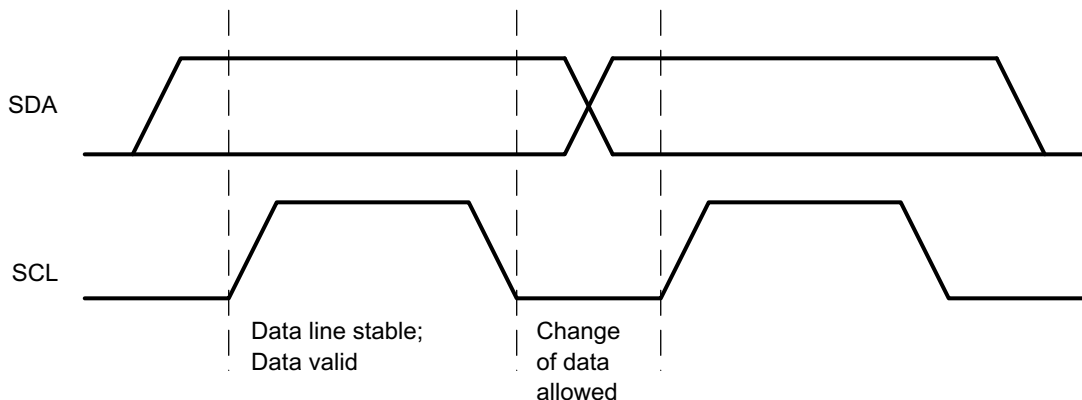 SDA
SCL
Data line stable;
Data valid
Change
of data
allowed